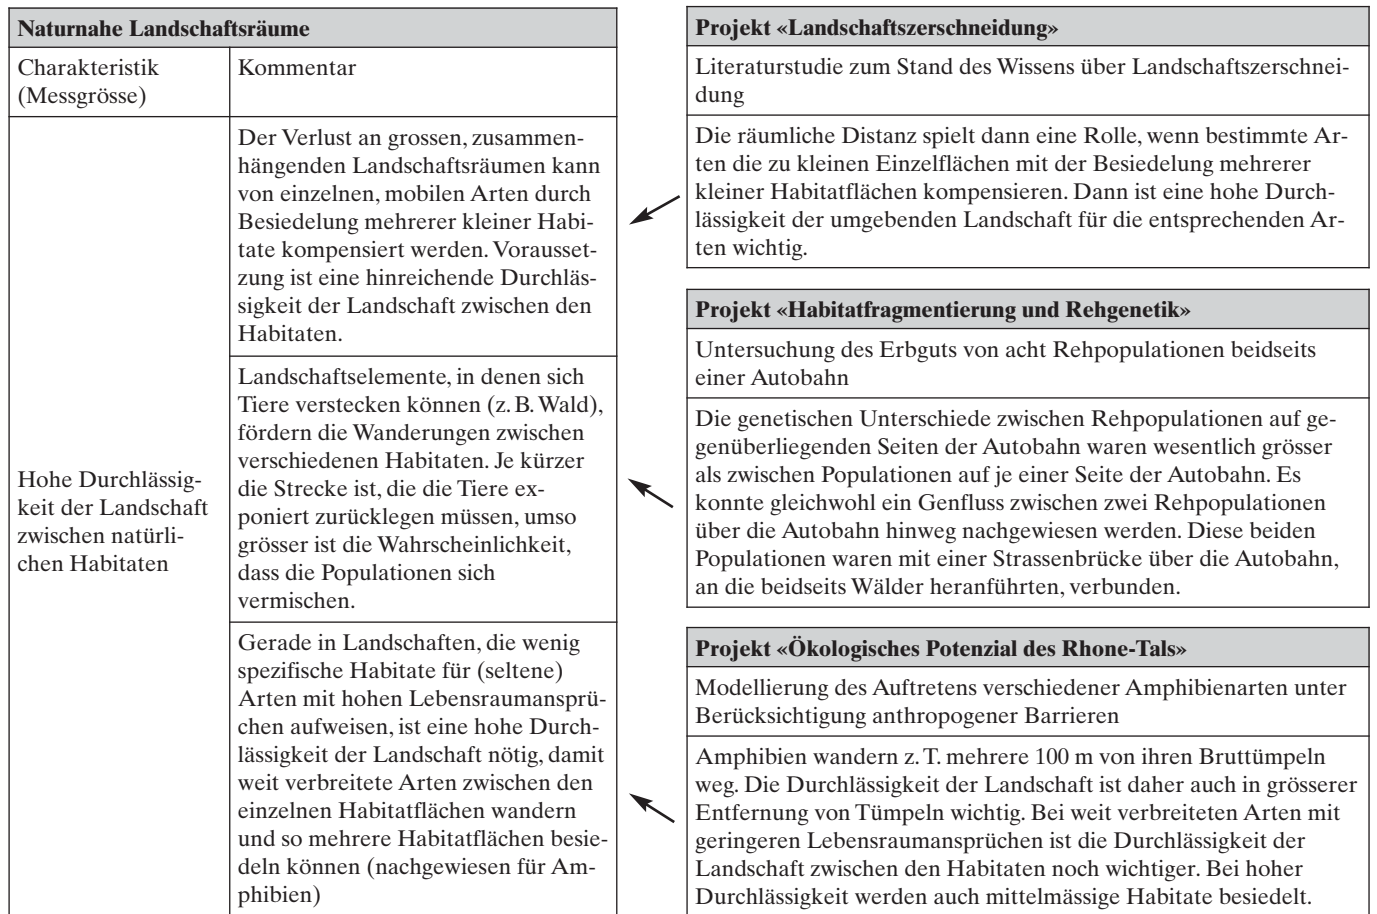 Naturnahe Landschaftsräume
Charakteristik
(Messgrösse)
Kommentar
Hohe Durchlässig-
keit der Landschaft
zwischen natürli-
chen Habitaten
Der Verlust an grossen, zusammen-
hängenden Landschaftsräumen kann
von einzelnen, mobilen Arten durch
Besiedelung mehrerer kleiner Habi-
tate kompensiert werden. Vorausset-
zung ist eine hinreichende Durchläs-
sigkeit der Landschaft zwischen den
Habitaten.
Landschaftselemente, in denen sich
Tiere verstecken können (z. B. Wald),
fördern die Wanderungen zwischen
verschiedenen Habitaten. Je kürzer
die Strecke ist, die die Tiere ex-
poniert zurücklegen müssen, umso
grösser ist die Wahrscheinlichkeit,
dass die Populationen sich
vermischen.
Gerade in Landschaften, die wenig
spezifische Habitate für (seltene)
Arten mit hohen Lebensraumansprü-
chen aufweisen, ist eine hohe Durch-
lässigkeit der Landschaft nötig, damit
weit verbreitete Arten zwischen den
einzelnen Habitatflächen wandern
und so mehrere Habitatflächen besie-
deln können (nachgewiesen für Am-
phibien)
Projekt «Landschaftszerschneidung»
Literaturstudie zum Stand des Wissens über Landschaftszerschnei-
dung
Die räumliche Distanz spielt dann eine Rolle, wenn bestimmte Ar-
ten die zu kleinen Einzelflächen mit der Besiedelung mehrerer
kleiner Habitatflächen kompensieren. Dann ist eine hohe Durch-
lässigkeit der umgebenden Landschaft für die entsprechenden Ar-
ten wichtig.
Projekt «Habitatfragmentierung und Rehgenetik»
Untersuchung des Erbguts von acht Rehpopulationen beidseits
einer Autobahn
Die genetischen Unterschiede zwischen Rehpopulationen auf ge-
genüberliegenden Seiten der Autobahn waren wesentlich grösser
als zwischen Populationen auf je einer Seite der Autobahn. Es
konnte gleichwohl ein Genfluss zwischen zwei Rehpopulationen
über die Autobahn hinweg nachgewiesen werden. Diese beiden
Populationen waren mit einer Strassenbrücke über die Autobahn,
an die beidseits Wälder heranführten, verbunden.
Projekt «Ökologisches Potenzial des Rhone-Tals»
Modellierung des Auftretens verschiedener Amphibienarten unter
Berücksichtigung anthropogener Barrieren
Amphibien wandern z. T. mehrere 100 m von ihren Bruttümpeln
weg. Die Durchlässigkeit der Landschaft ist daher auch in grösserer
Entfernung von Tümpeln wichtig. Bei weit verbreiteten Arten mit
geringeren Lebensraumansprüchen ist die Durchlässigkeit der
Landschaft zwischen den Habitaten noch wichtiger. Bei hoher
Durchlässigkeit werden auch mittelmässige Habitate besiedelt.